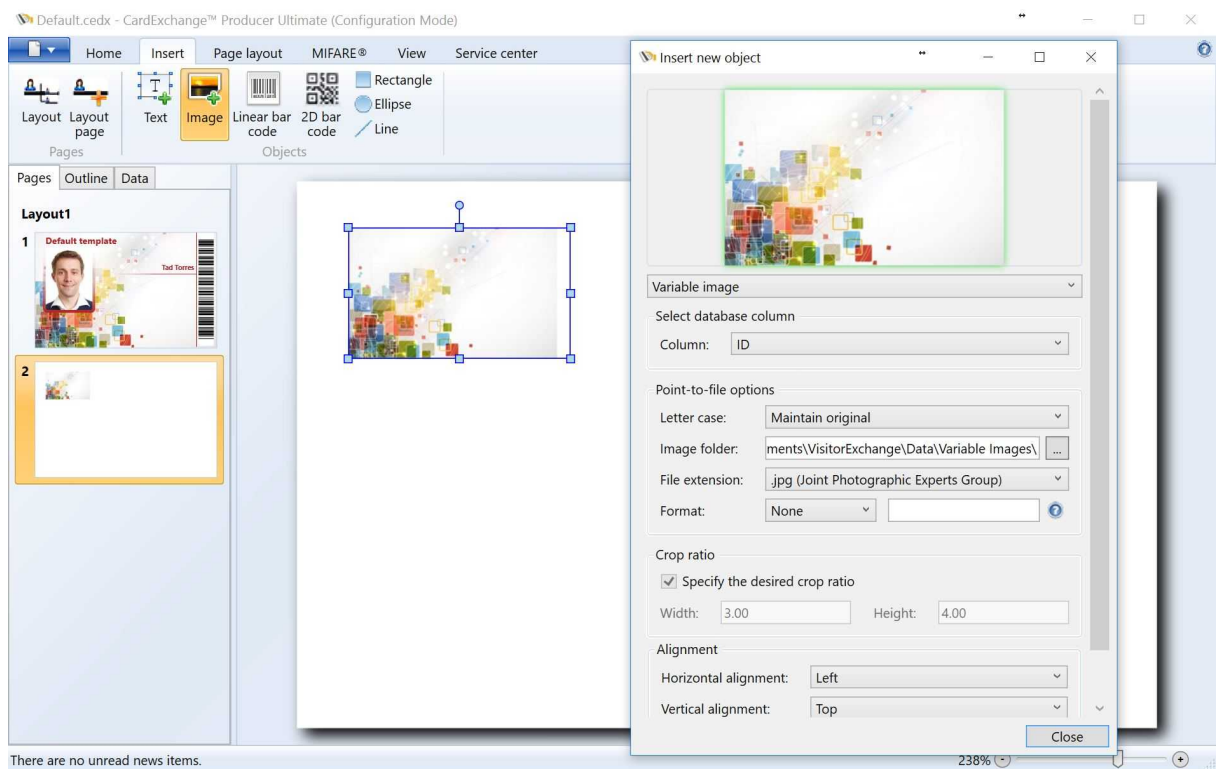 Default.cedx - CardExchange™ Producer Ultimate (Configuration Mode)
Home Insert Page layout MIFARE® View Service center
Layout Layout page Text Image Linear bar code 2D bar code
Rectangle
Ellipse
Line
Pages Objects
Pages Outline Data
Layout1
1
Default template
Tad Torres
2
There are no unread news items.
238%
Insert new object
Variable image
Select database column
Column: ID
Point-to-file options
Letter case: Maintain original
Image folder: ments\VisitorExchange\Data\Variable Images\ ...
File extension: .jpg (Joint Photographic Experts Group)
Format: None
Crop ratio
Specify the desired crop ratio
Width: 3.00 Height: 4.00
Alignment
Horizontal alignment: Left
Vertical alignment: Top
Close